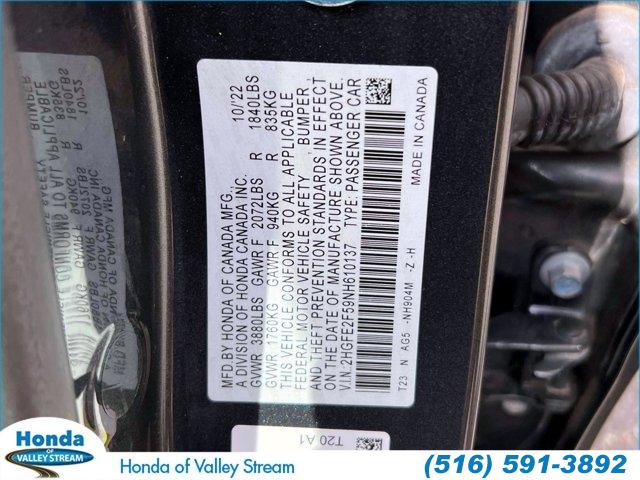 MFD.BY HONDA OF CANADA MFG., 10/'22
A DIVISION OF HONDA CANADA INC.
GVWR 3880LBS GAWR F 2072LBS R 1840LBS
GVWR 1760KG GAWR F 940KG R 835KG
THIS VEHICLE CONFORMS TO ALL APPLICABLE
FEDERAL MOTOR VEHICLE SAFETY, BUMPER,
AND THEFT PREVENTION STANDARDS IN EFFECT
ON THE DATE OF MANUFACTURE SHOWN ABOVE.
V.I.N.:2HGFE2F59NH610137 TYPE: PASSENGER CAR
T23 N AG5 -NH904M -Z -H MADE IN CANADA
T20 A1
Honda
OF
VALLEY STREAM
Honda of Valley Stream
(516) 591-3892